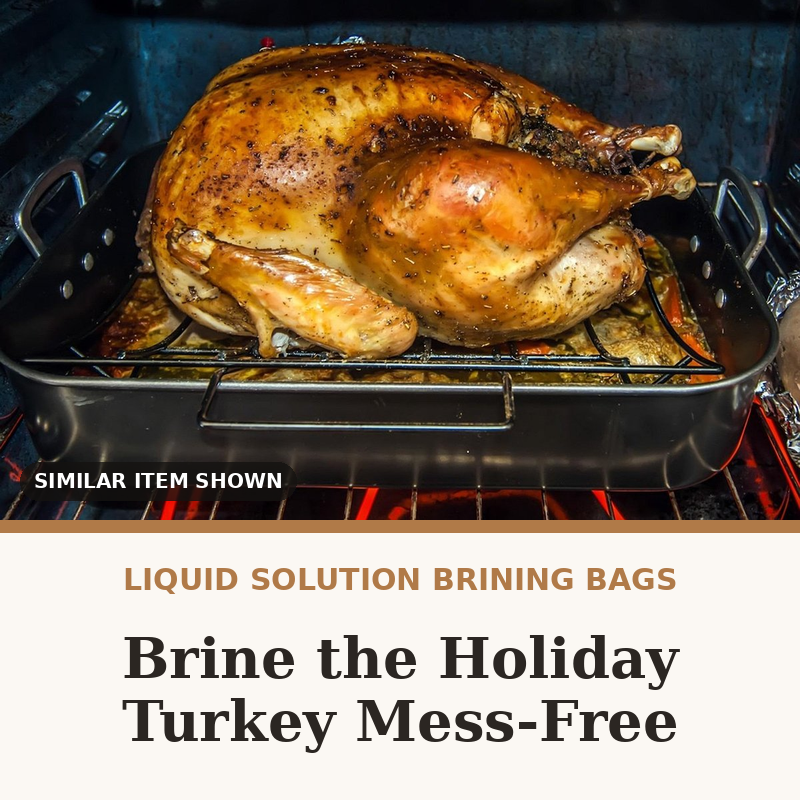 SIMILAR ITEM SHOWN
LIQUID SOLUTION BRINING BAGS
Brine the Holiday
Turkey Mess-Free